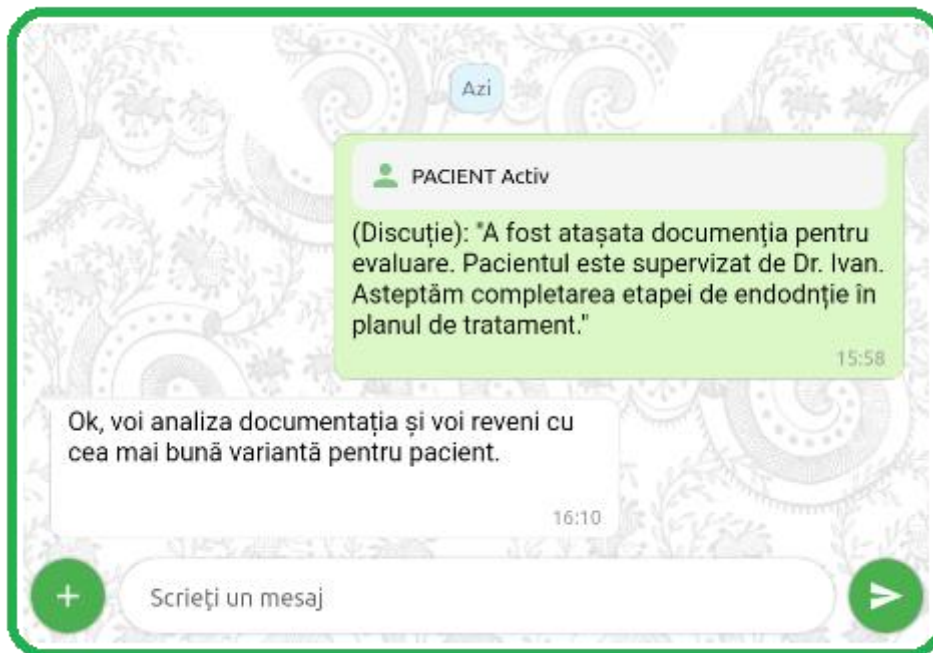 Azi
PACIENT Activ
(Discuție): "A fost atașata documenția pentru
evaluare. Pacientul este supervizat de Dr. Ivan.
Asteptăm completarea etapei de endodnție în
planul de tratament."
15:58
Ok, voi analiza documentația și voi reveni cu
cea mai bună variantă pentru pacient.
16:10
Scrieți un mesaj